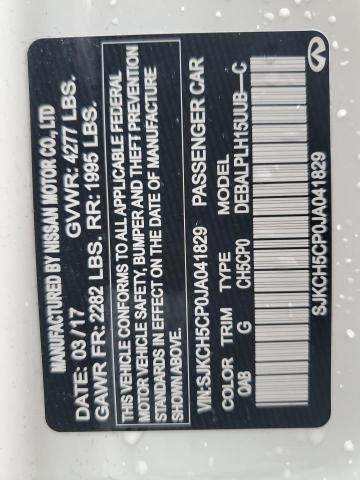 MANUFACTURED BY NISSAN MOTOR CO., LTD
DATE: 03 /17 GVWR: 4277 LBS.
GAWR FR: 2282 LBS. RR: 1995 LBS.
THIS VEHICLE CONFORMS TO ALL APPLICABLE FEDERAL
MOTOR VEHICLE SAFETY, BUMPER AND THEFT PREVENTION
STANDARDS IN EFFECT ON THE DATE OF MANUFACTURE
SHOWN ABOVE.
VIN:SJKCH5CP0JA041829 PASSENGER CAR
COLOR TRIM TYPE MODEL
QAB G CH5CP0 DEBALPLH15UUB--C
SJKCH5CP0JA041829